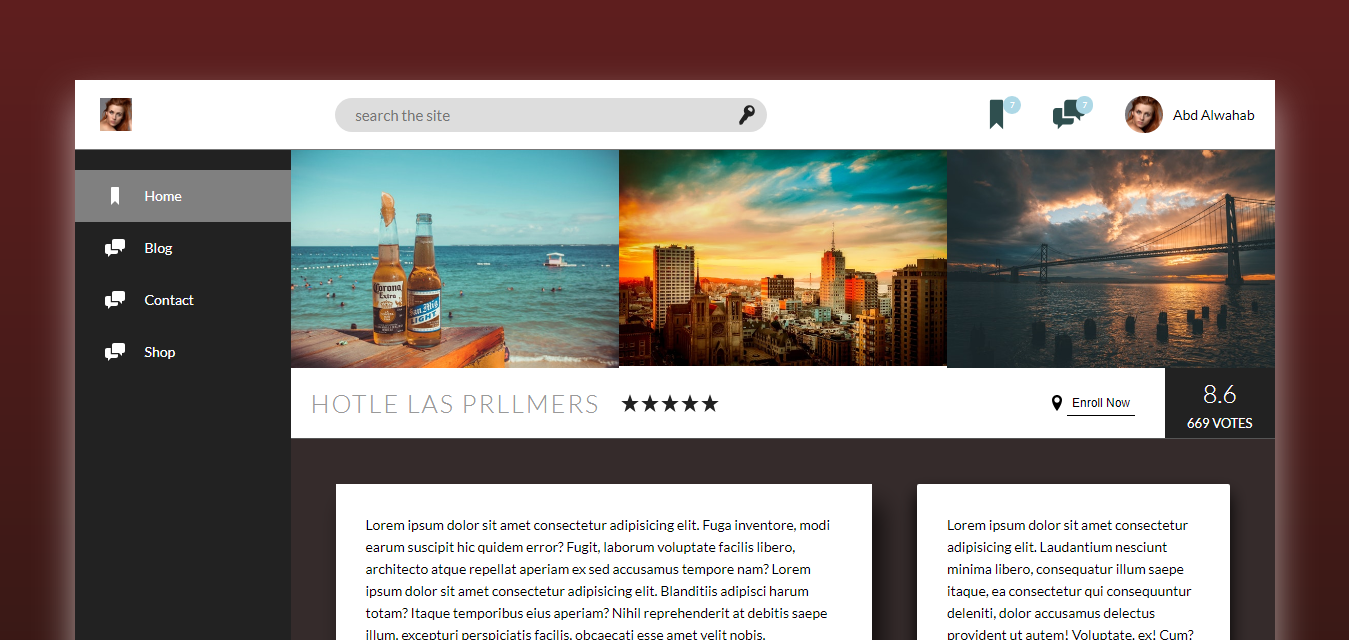 search the site
7
7
Abd Alwahab
Home
Blog
Contact
Shop
Corona
Extra
San Mig
LIGHT
HOTLE LAS PRLLMERS ★★★★★
Enroll Now
8.6
669 VOTES
Lorem ipsum dolor sit amet consectetur adipisicing elit. Fuga inventore, modi
earum suscipit hic quidem error? Fugit, laborum voluptate facilis libero,
architecto atque repellat aperiam ex sed accusamus tempore nam? Lorem
ipsum dolor sit amet consectetur adipisicing elit. Blanditiis adipisci harum
totam? Itaque temporibus eius aperiam? Nihil reprehenderit at debitis saepe
illum, excepturi perspiciatis facilis, obcaecati esse amet velit nobis.
Lorem ipsum dolor sit amet consectetur
adipisicing elit. Laudantium nesciunt
minima libero, consequatur illum saepe
itaque, ea consectetur qui consequuntur
deleniti, dolor accusamus delectus
provident ut autem! Voluptate, ex! Cum?